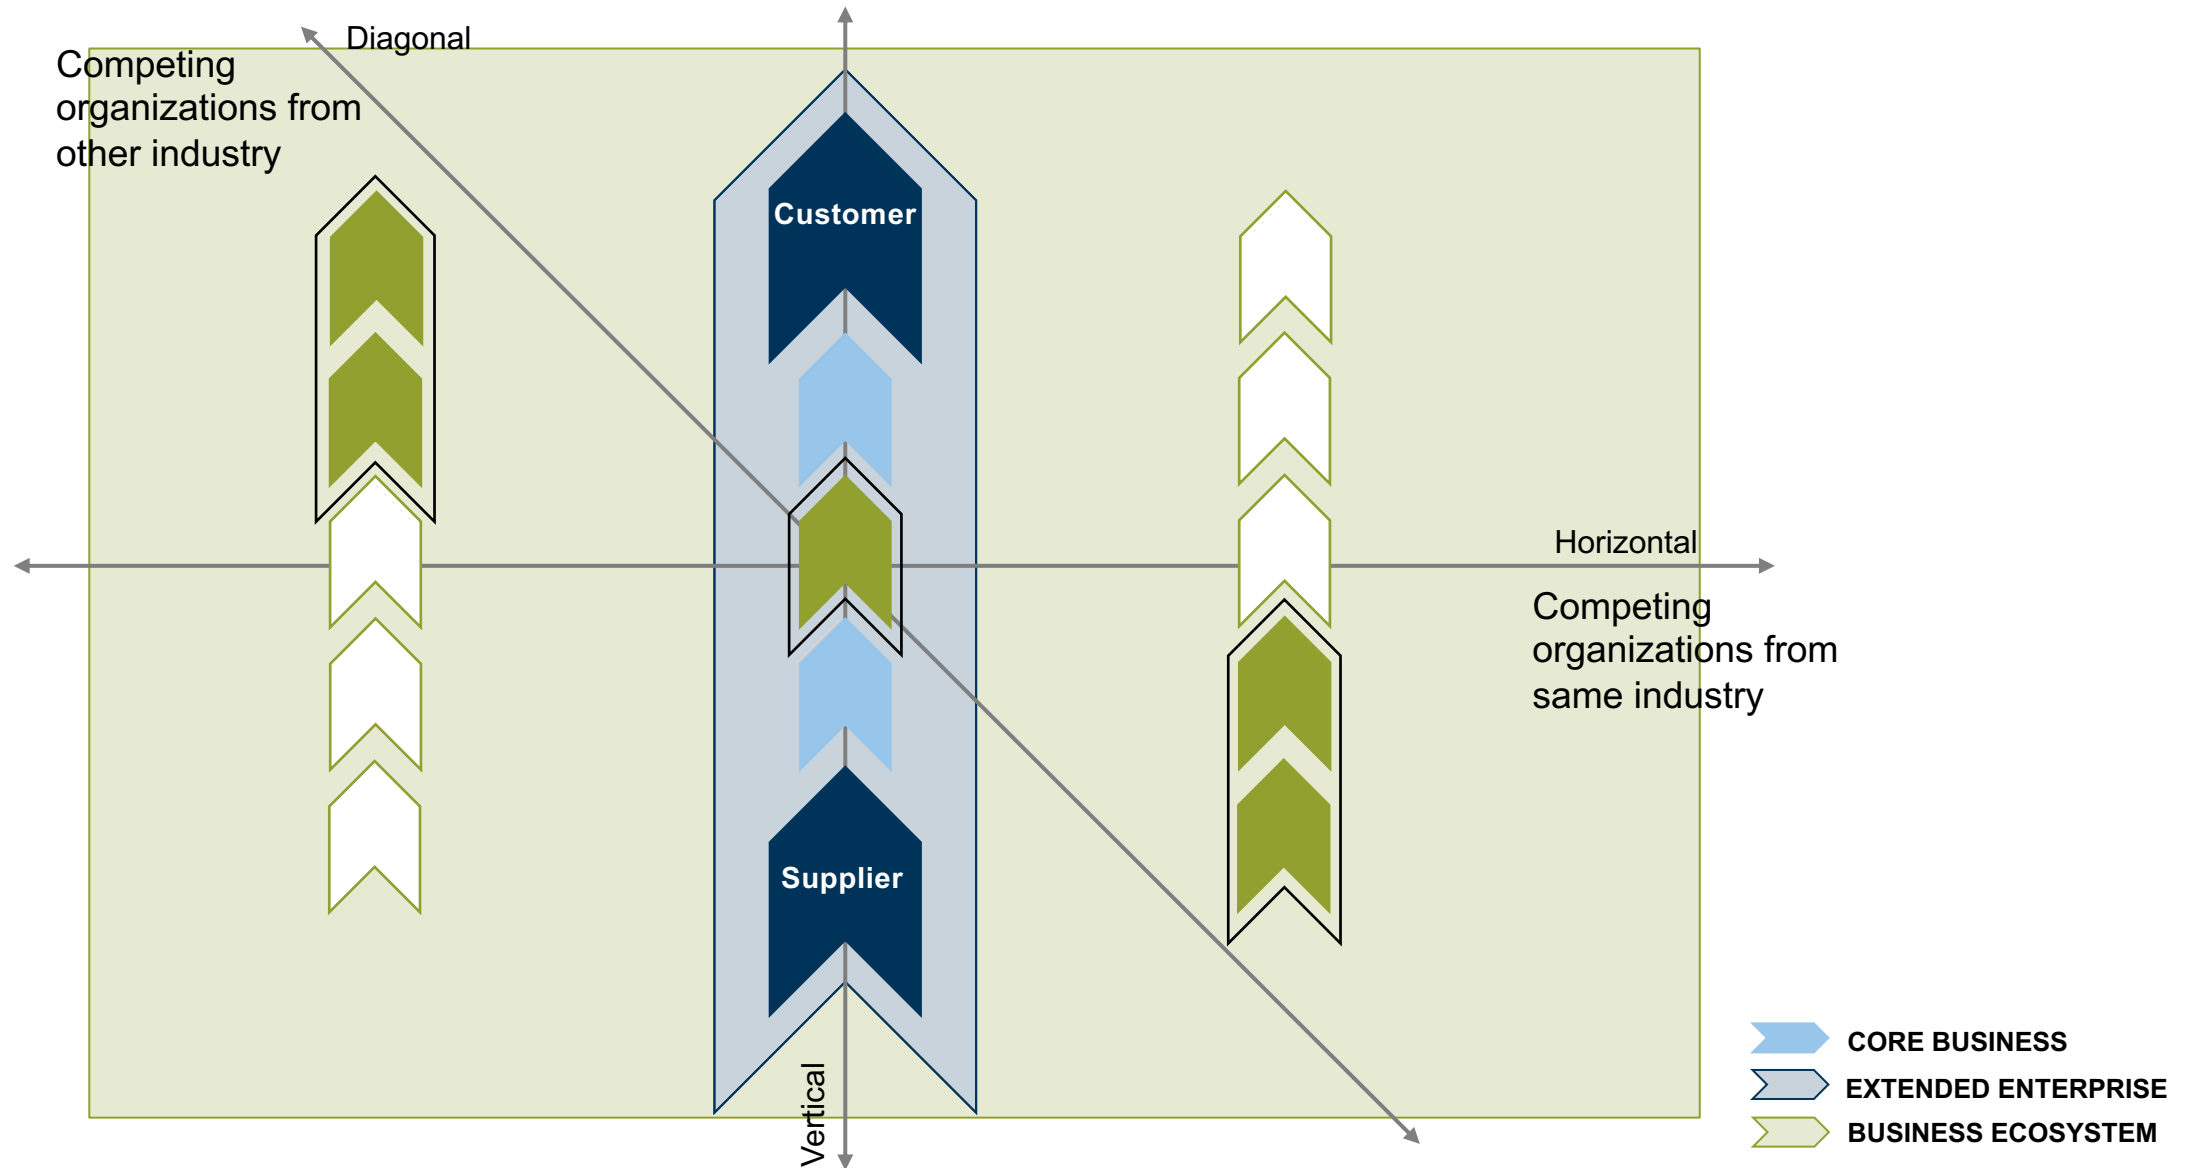 Diagonal
Competing
organizations from
other industry
Customer
Horizontal
Competing
organizations from
same industry
Supplier
Vertical
CORE BUSINESS
EXTENDED ENTERPRISE
BUSINESS ECOSYSTEM